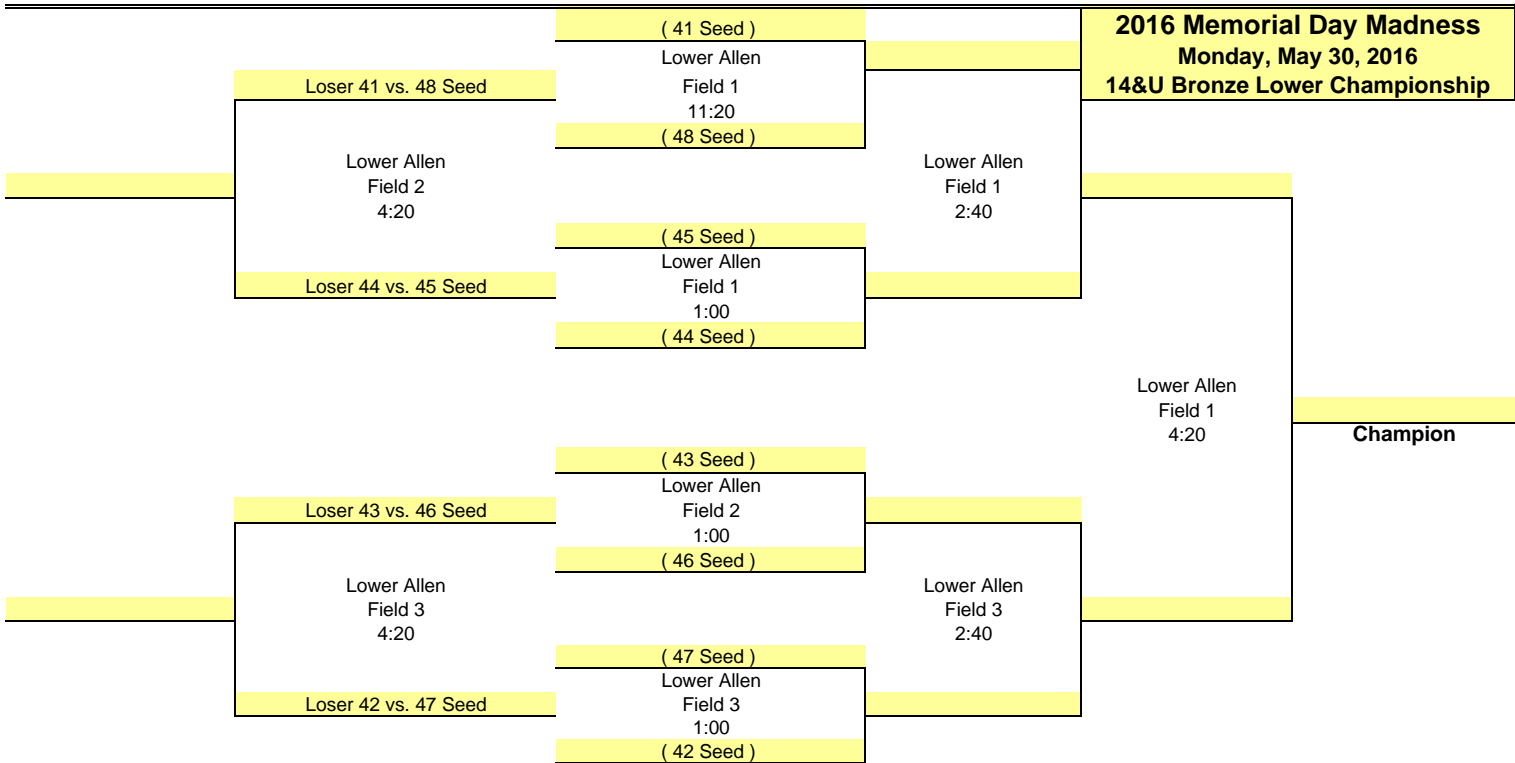 2016 Memorial Day Madness
Monday, May 30, 2016
14&U Bronze Lower Championship
( 41 Seed )
Lower Allen
Field 1
11:20
( 48 Seed )
Loser 41 vs. 48 Seed
Lower Allen
Field 2
4:20
Loser 44 vs. 45 Seed
Lower Allen
Field 1
2:40
( 45 Seed )
Lower Allen
Field 1
1:00
( 44 Seed )
Lower Allen
Field 1
4:20
Champion
( 43 Seed )
Lower Allen
Field 2
1:00
( 46 Seed )
Loser 43 vs. 46 Seed
Lower Allen
Field 3
4:20
Loser 42 vs. 47 Seed
Lower Allen
Field 3
2:40
( 47 Seed )
Lower Allen
Field 3
1:00
( 42 Seed )